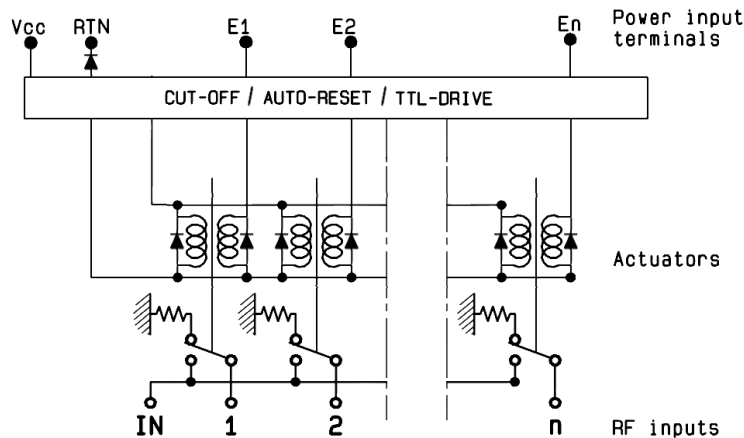 Vcc RTN E1 E2 En Power input
terminals
CUT-OFF / AUTO-RESET / TTL-DRIVE
Actuators
IN 1 2 n RF inputs